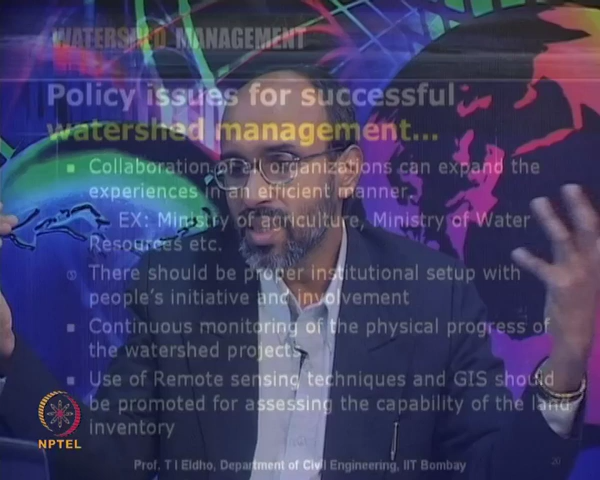 WATERSHED MANAGEMENT
Policy issues for successful
watershed management...
Collaboration of all organizations can expand the
experiences in an efficient manner.
EX: Ministry of agriculture, Ministry of Water
Resources etc.
There should be proper institutional setup with
people's initiative and involvement
Continuous monitoring of the physical progress of
the watershed projects
Use of Remote sensing techniques and GIS should
be promoted for assessing the capability of the land
inventory
NPTEL
Prof. T I Eldho, Department of Civil Engineering, IIT Bombay
20